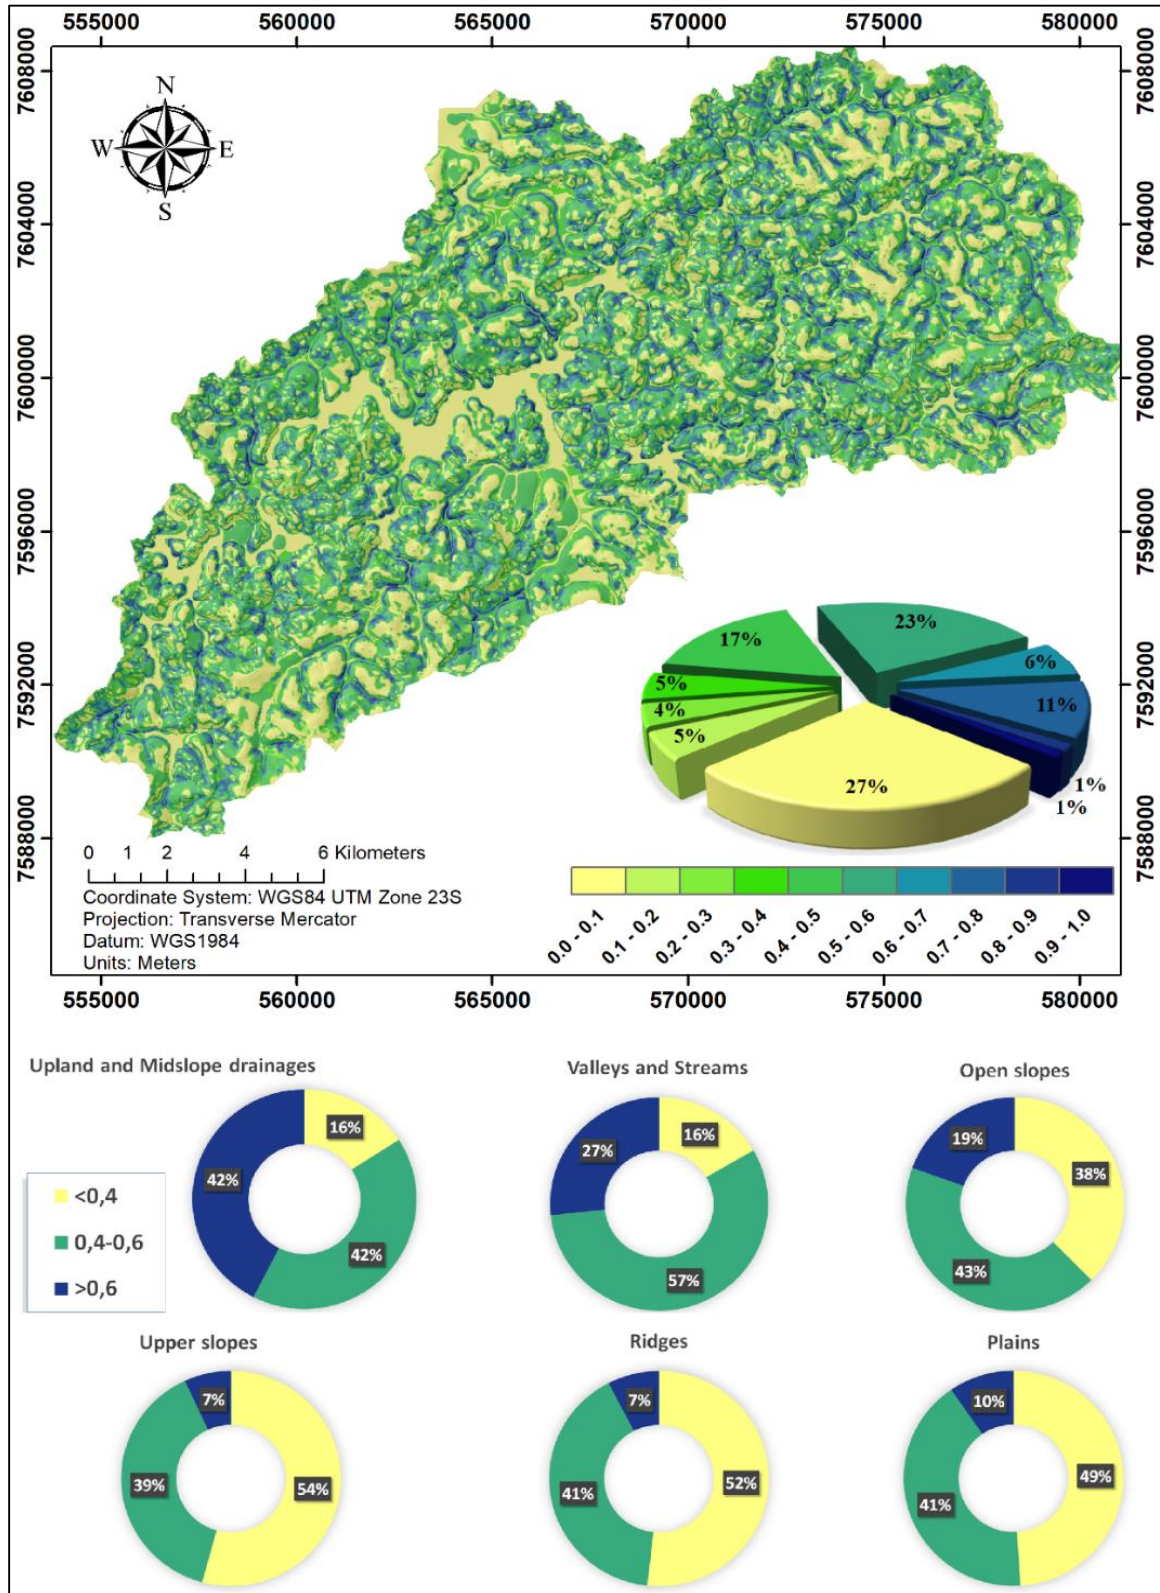 555000 560000 565000 570000 575000 580000
7608000 7608000
N
W E
S
7604000 7604000
7600000 7600000
7596000 7596000
7592000 7592000
7588000 7588000
17% 23%
6%
5%
11%
4%
5%
27%
1%
1%
0 1 2 4 6 Kilometers
Coordinate System: WGS84 UTM Zone 23S
Projection: Transverse Mercator
Datum: WGS1984
Units: Meters
0.0 - 0.1 0.1 - 0.2 0.2 - 0.3 0.3 - 0.4 0.4 - 0.5 0.5 - 0.6 0.6 - 0.7 0.7 - 0.8 0.8 - 0.9 0.9 - 1.0
555000 560000 565000 570000 575000 580000
Upland and Midslope drainages
16%
42%
42%
<0,4
0,4-0,6
>0,6
Valleys and Streams
16%
27%
57%
Open slopes
19%
38%
43%
Upper slopes
7%
39%
54%
Ridges
7%
41%
52%
Plains
10%
41%
49%